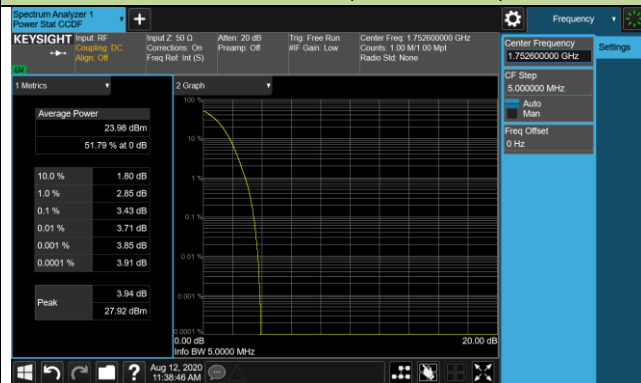 Spectrum Analyzer 1
Power Stat CCDF
Frequency
KEYSIGHT
Input: RF
Coupling: DC
Align: Off
Input Z: 50 Ω
Corrections: On
Freq Ref: Int (S)
Atten: 20 dB
Preamp: Off
Trig: Free Run
#IF Gain: Low
Center Freq: 1.752600000 GHz
Counts: 1.00 M/1.00 Mpt
Radio Std: None
Center Frequency
1.752600000 GHz
Settings
CF Step
5.000000 MHz
Auto
Man
Freq Offset
0 Hz
1 Metrics
Average Power
23.98 dBm
51.79 % at 0 dB
10.0 % 1.80 dB
1.0 % 2.85 dB
0.1 % 3.43 dB
0.01 % 3.71 dB
0.001 % 3.85 dB
0.0001 % 3.91 dB
Peak
3.94 dB
27.92 dBm
2 Graph
100 %
10 %
1 %
0.1 %
0.01 %
0.001 %
0.0001 %
0.00 dB
20.00 dB
Info BW 5.0000 MHz
Aug 12, 2020
11:38:46 AM